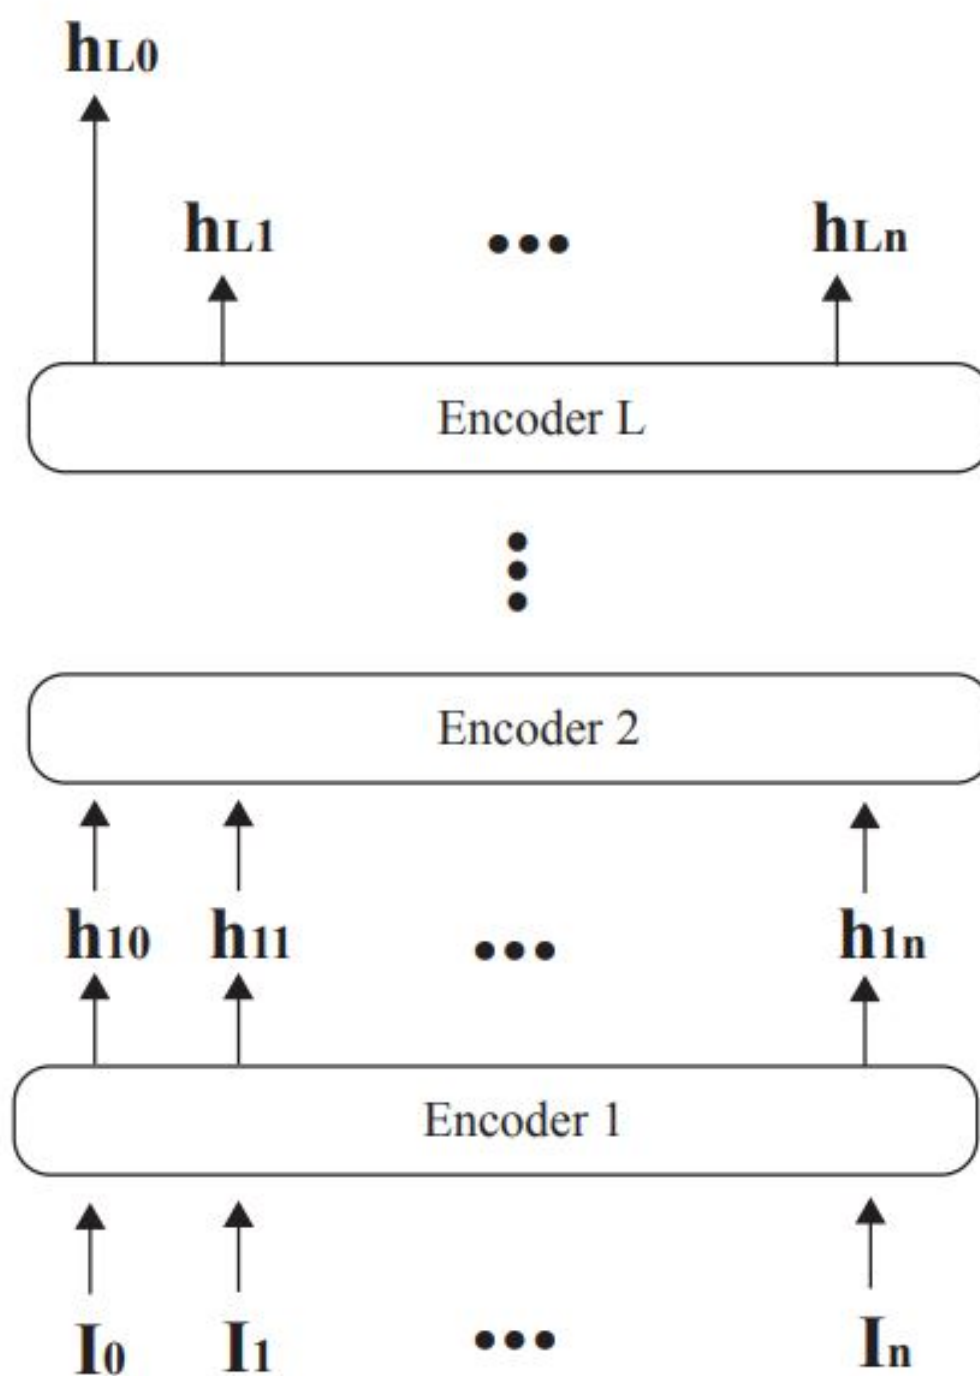 hL0
hL1 ••• hLn
Encoder L
Encoder 2
h10 h11 ••• h1n
Encoder 1
I0 I1 ••• In